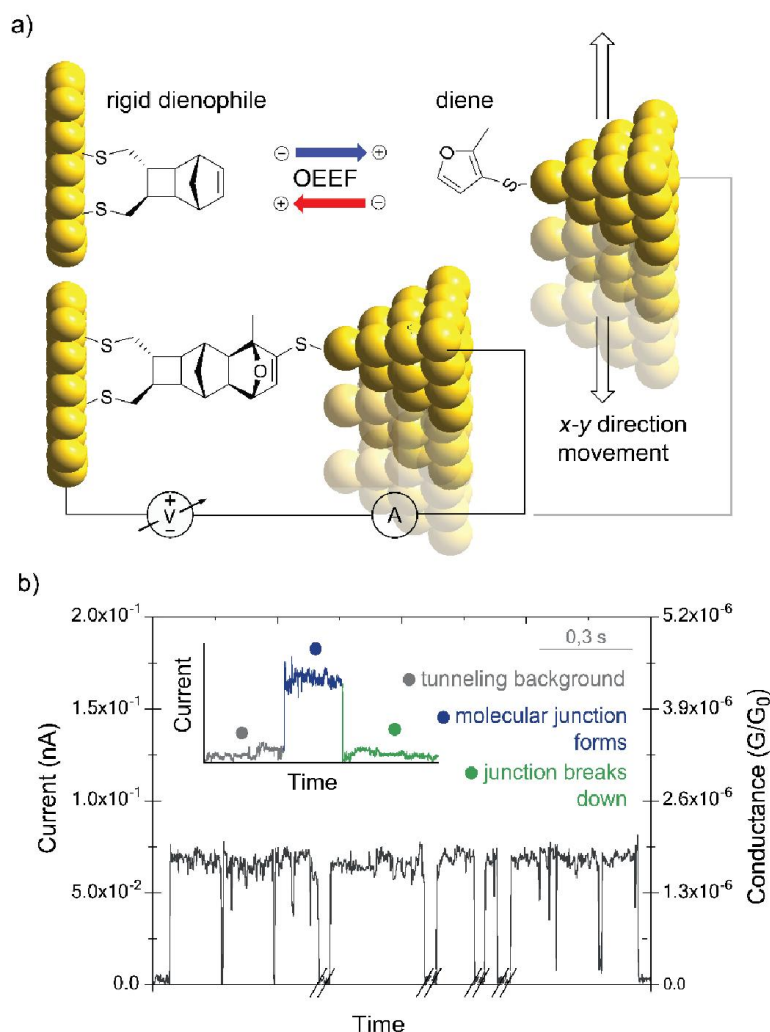 a)
rigid dienophile
diene
S
S
⊖ ⊕
OEEF
⊕ ⊖
O
S
S
S
O
S
x-y direction
movement
+
V
−
A
b)
2.0x10⁻¹
1.5x10⁻¹
1.0x10⁻¹
5.0x10⁻²
0.0
Current (nA)
Current
Time
0,3 s
tunneling background
molecular junction
forms
junction breaks
down
5.2x10⁻⁶
3.9x10⁻⁶
2.6x10⁻⁶
1.3x10⁻⁶
0.0
Conductance (G/G₀)
Time